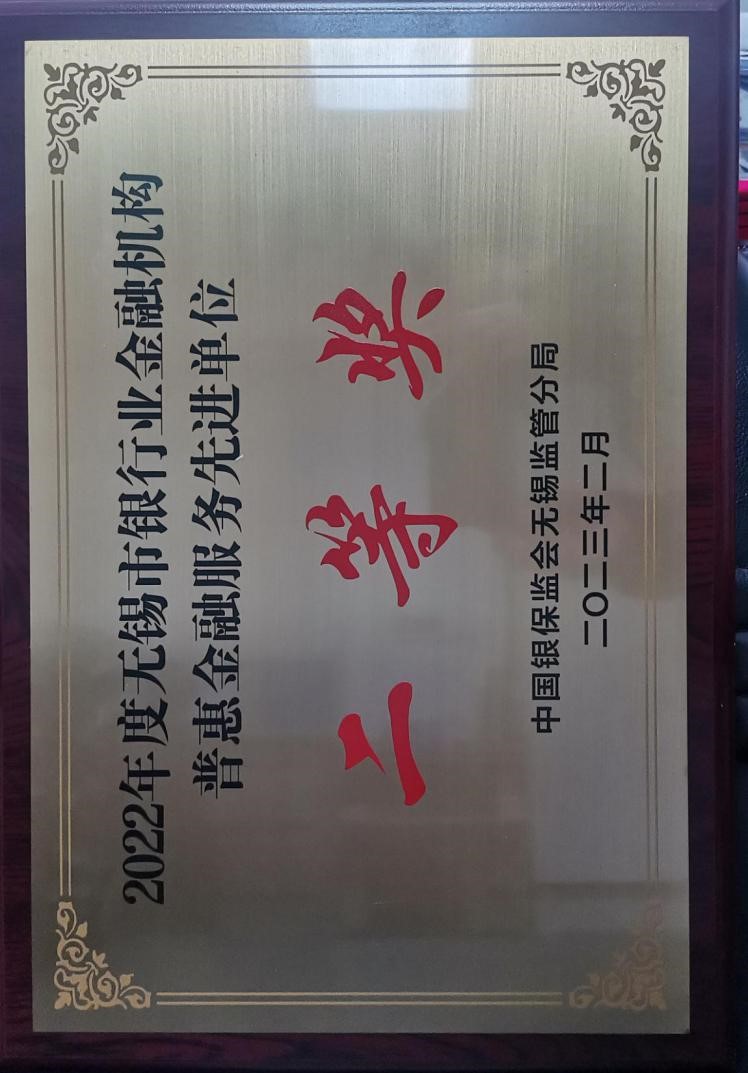 2022年度无锡市银行业金融机构
普惠金融服务先进单位
二等奖
中国银保监会无锡监管分局
二〇二三年二月